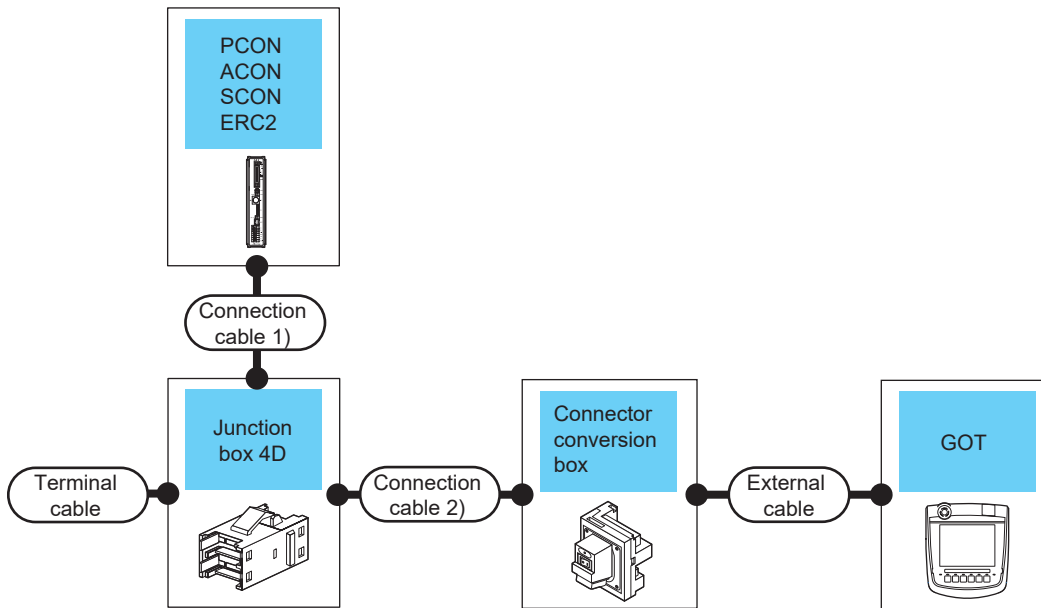 PCON
ACON
SCON
ERC2
Connection
cable 1)
Junction
box 4D
Connector
conversion
box
GOT
Terminal
cable
Connection
cable 2)
External
cable